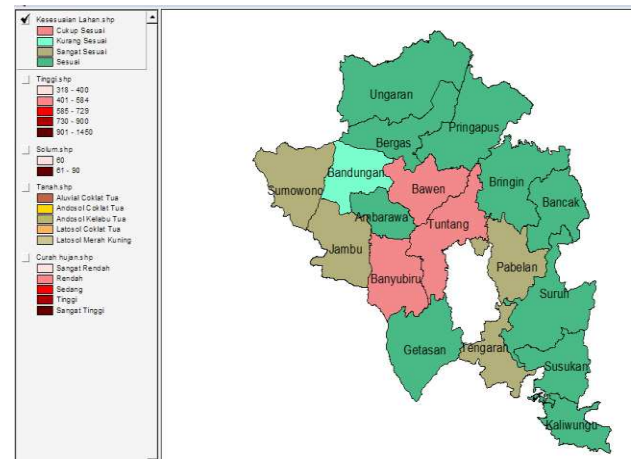 Kesesuaian Lahan.shp
Cukup Sesuai
Kurang Sesuai
Sangat Sesuai
Sesuai
Tinggi.shp
318 - 400
401 - 584
585 - 729
730 - 900
901 - 1450
Solum.shp
60
61 - 90
Tanah.shp
Aluvial Coklat Tua
Andosol Coklat Tua
Andosol Kelabu Tua
Latosol Coklat Tua
Latosol Merah Kuning
Curah hujan.shp
Sangat Rendah
Rendah
Sedang
Tinggi
Sangat Tinggi
Ungaran
Pringapus
Bergas
Bandungan
Sumowono
Bawen
Bringin
Bancak
Ambarawa
Tuntang
Jambu
Pabelan
Banyubiru
Suruh
Getasan
Tengaran
Susukan
Kaliwungu